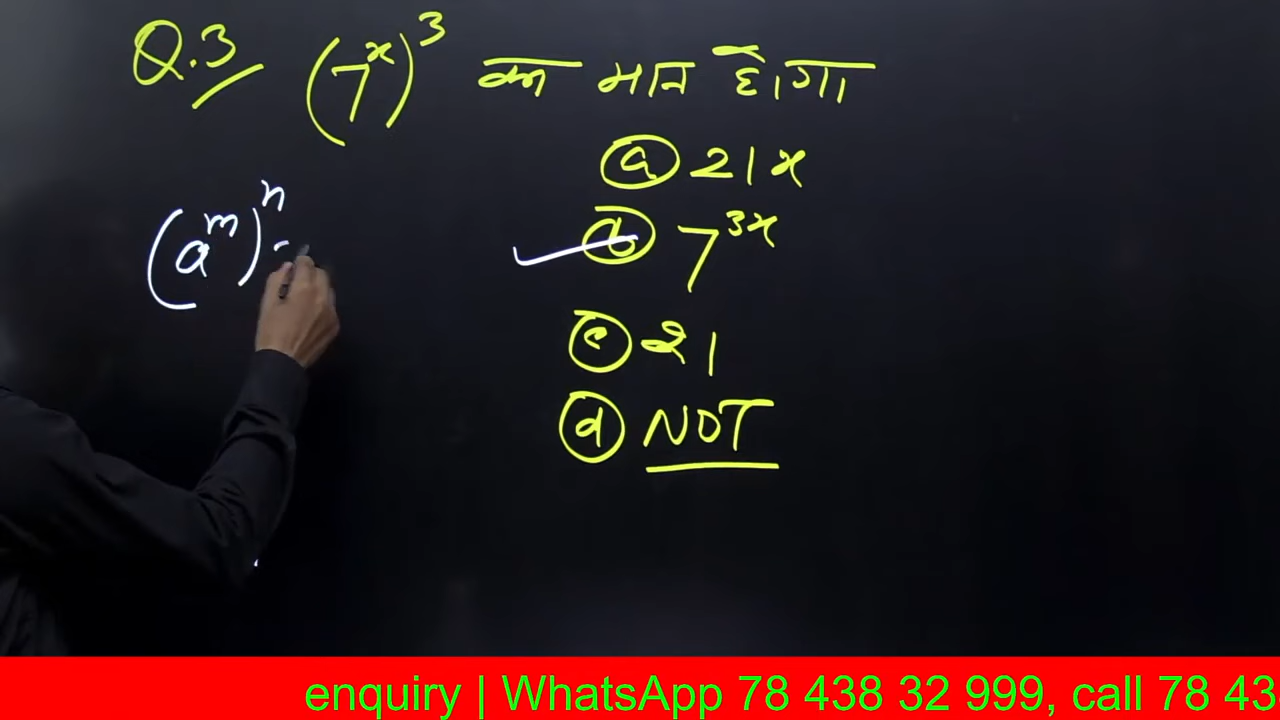 Q.3 (7^x)^3 का मान होगा
(a) 21x
(b) 7^3x
(c) 21
(d) NOT
(a^m)^n =
enquiry | WhatsApp 78 438 32 999, call 78 43